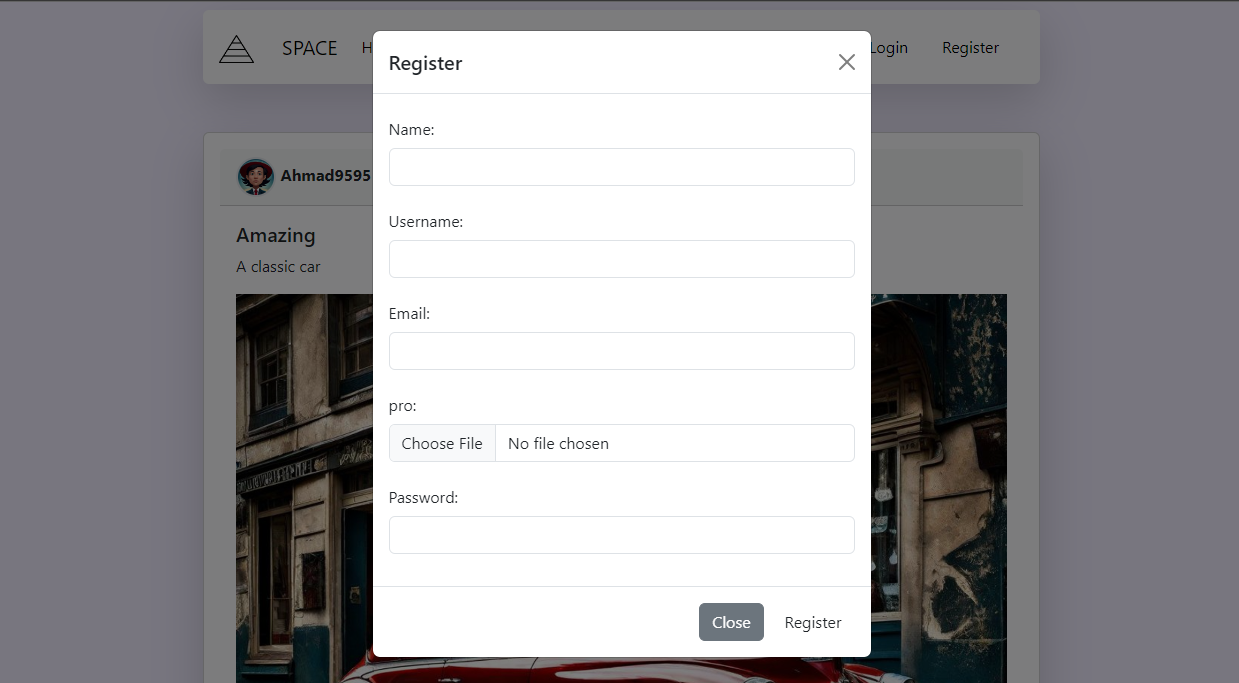 SPACE
Login
Register
Register
Name:
Ahmad9595
Username:
Amazing
A classic car
Email:
pro:
Choose File
No file chosen
Password:
Close
Register